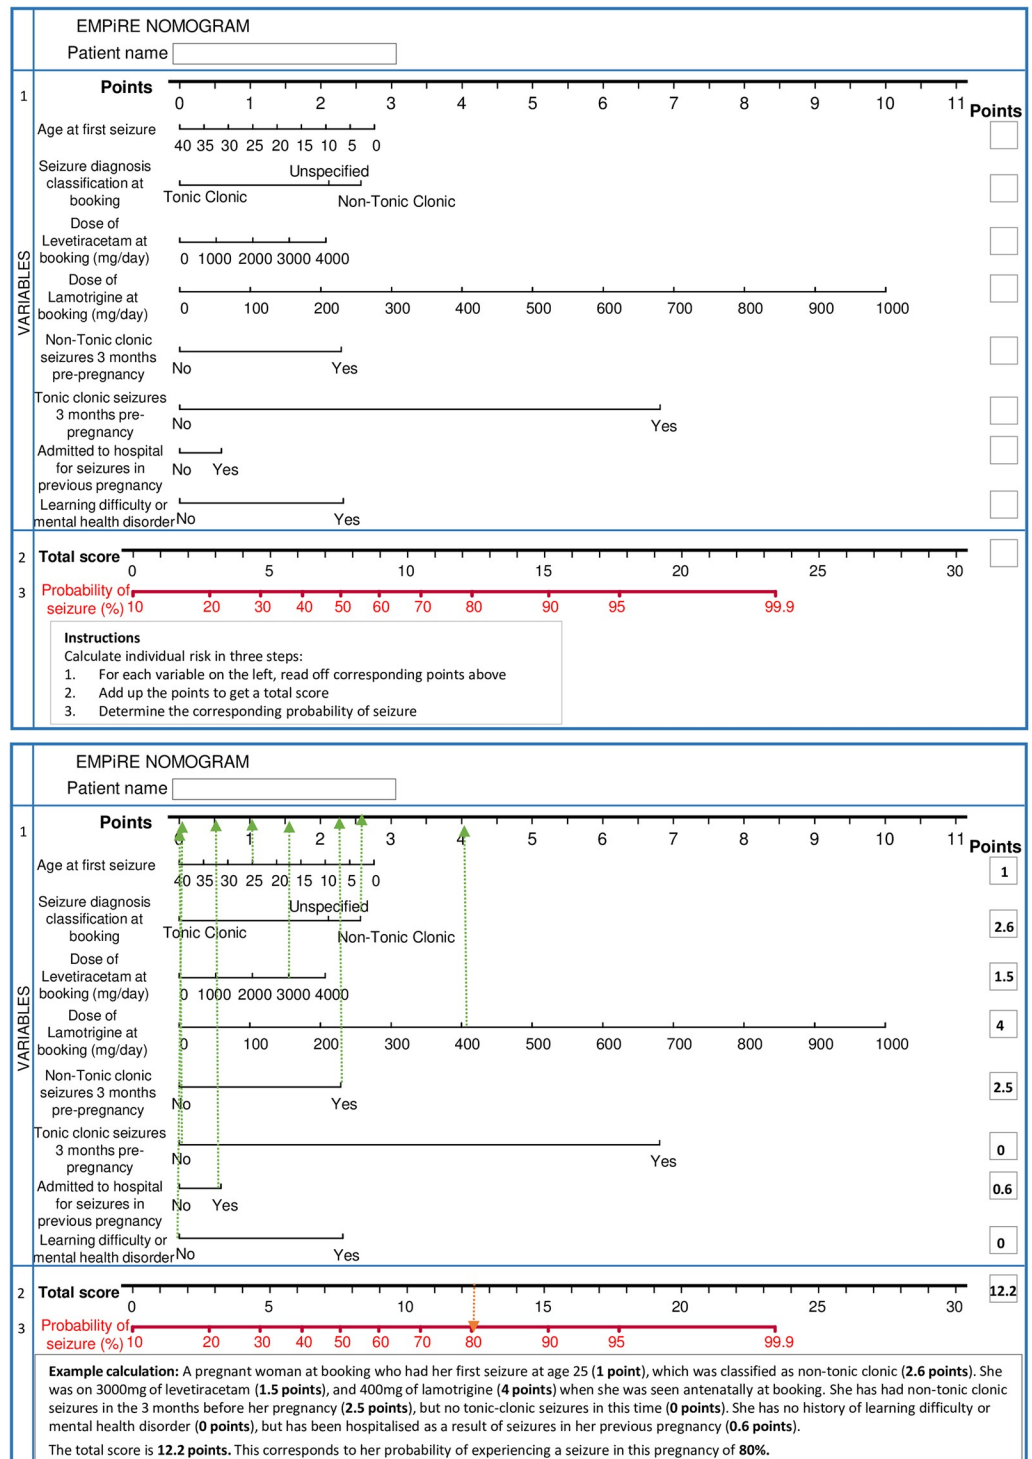 EMPiRE NOMOGRAM
Patient name
1
Points
0 1 2 3 4 5 6 7 8 9 10 11
Points
VARIABLES
Age at first seizure
40 35 30 25 20 15 10 5 0
Seizure diagnosis
classification at
booking
Unspecified
Tonic Clonic
Non-Tonic Clonic
Dose of
Levetiracetam at
booking (mg/day)
0 1000 2000 3000 4000
Dose of
Lamotrigine at
booking (mg/day)
0 100 200 300 400 500 600 700 800 900 1000
Non-Tonic clonic
seizures 3 months
pre-pregnancy
No Yes
Tonic clonic seizures
3 months pre-
pregnancy
No Yes
Admitted to hospital
for seizures in
previous pregnancy
No Yes
Learning difficulty or
mental health disorder
No Yes
2 Total score
0 5 10 15 20 25 30
3 Probability of
seizure (%)
10 20 30 40 50 60 70 80 90 95 99.9
Instructions
Calculate individual risk in three steps:
1. For each variable on the left, read off corresponding points above
2. Add up the points to get a total score
3. Determine the corresponding probability of seizure
EMPiRE NOMOGRAM
Patient name
1
Points
0 1 2 3 4 5 6 7 8 9 10 11
Points
VARIABLES
Age at first seizure
40 35 30 25 20 15 10 5 0
1
Seizure diagnosis
classification at
booking
Unspecified
Tonic Clonic
Non-Tonic Clonic
2.6
Dose of
Levetiracetam at
booking (mg/day)
0 1000 2000 3000 4000
1.5
Dose of
Lamotrigine at
booking (mg/day)
0 100 200 300 400 500 600 700 800 900 1000
4
Non-Tonic clonic
seizures 3 months
pre-pregnancy
No Yes
2.5
Tonic clonic seizures
3 months pre-
pregnancy
No Yes
0
Admitted to hospital
for seizures in
previous pregnancy
No Yes
0.6
Learning difficulty or
mental health disorder
No Yes
0
2 Total score
0 5 10 15 20 25 30
12.2
3 Probability of
seizure (%)
10 20 30 40 50 60 70 80 90 95 99.9
Example calculation: A pregnant woman at booking who had her first seizure at age 25 (1 point), which was classified as non-tonic clonic (2.6 points). She
was on 3000mg of levetiracetam (1.5 points), and 400mg of lamotrigine (4 points) when she was seen antenatally at booking. She has had non-tonic clonic
seizures in the 3 months before her pregnancy (2.5 points), but no tonic-clonic seizures in this time (0 points). She has no history of learning difficulty or
mental health disorder (0 points), but has been hospitalised as a result of seizures in her previous pregnancy (0.6 points).
The total score is 12.2 points. This corresponds to her probability of experiencing a seizure in this pregnancy of 80%.